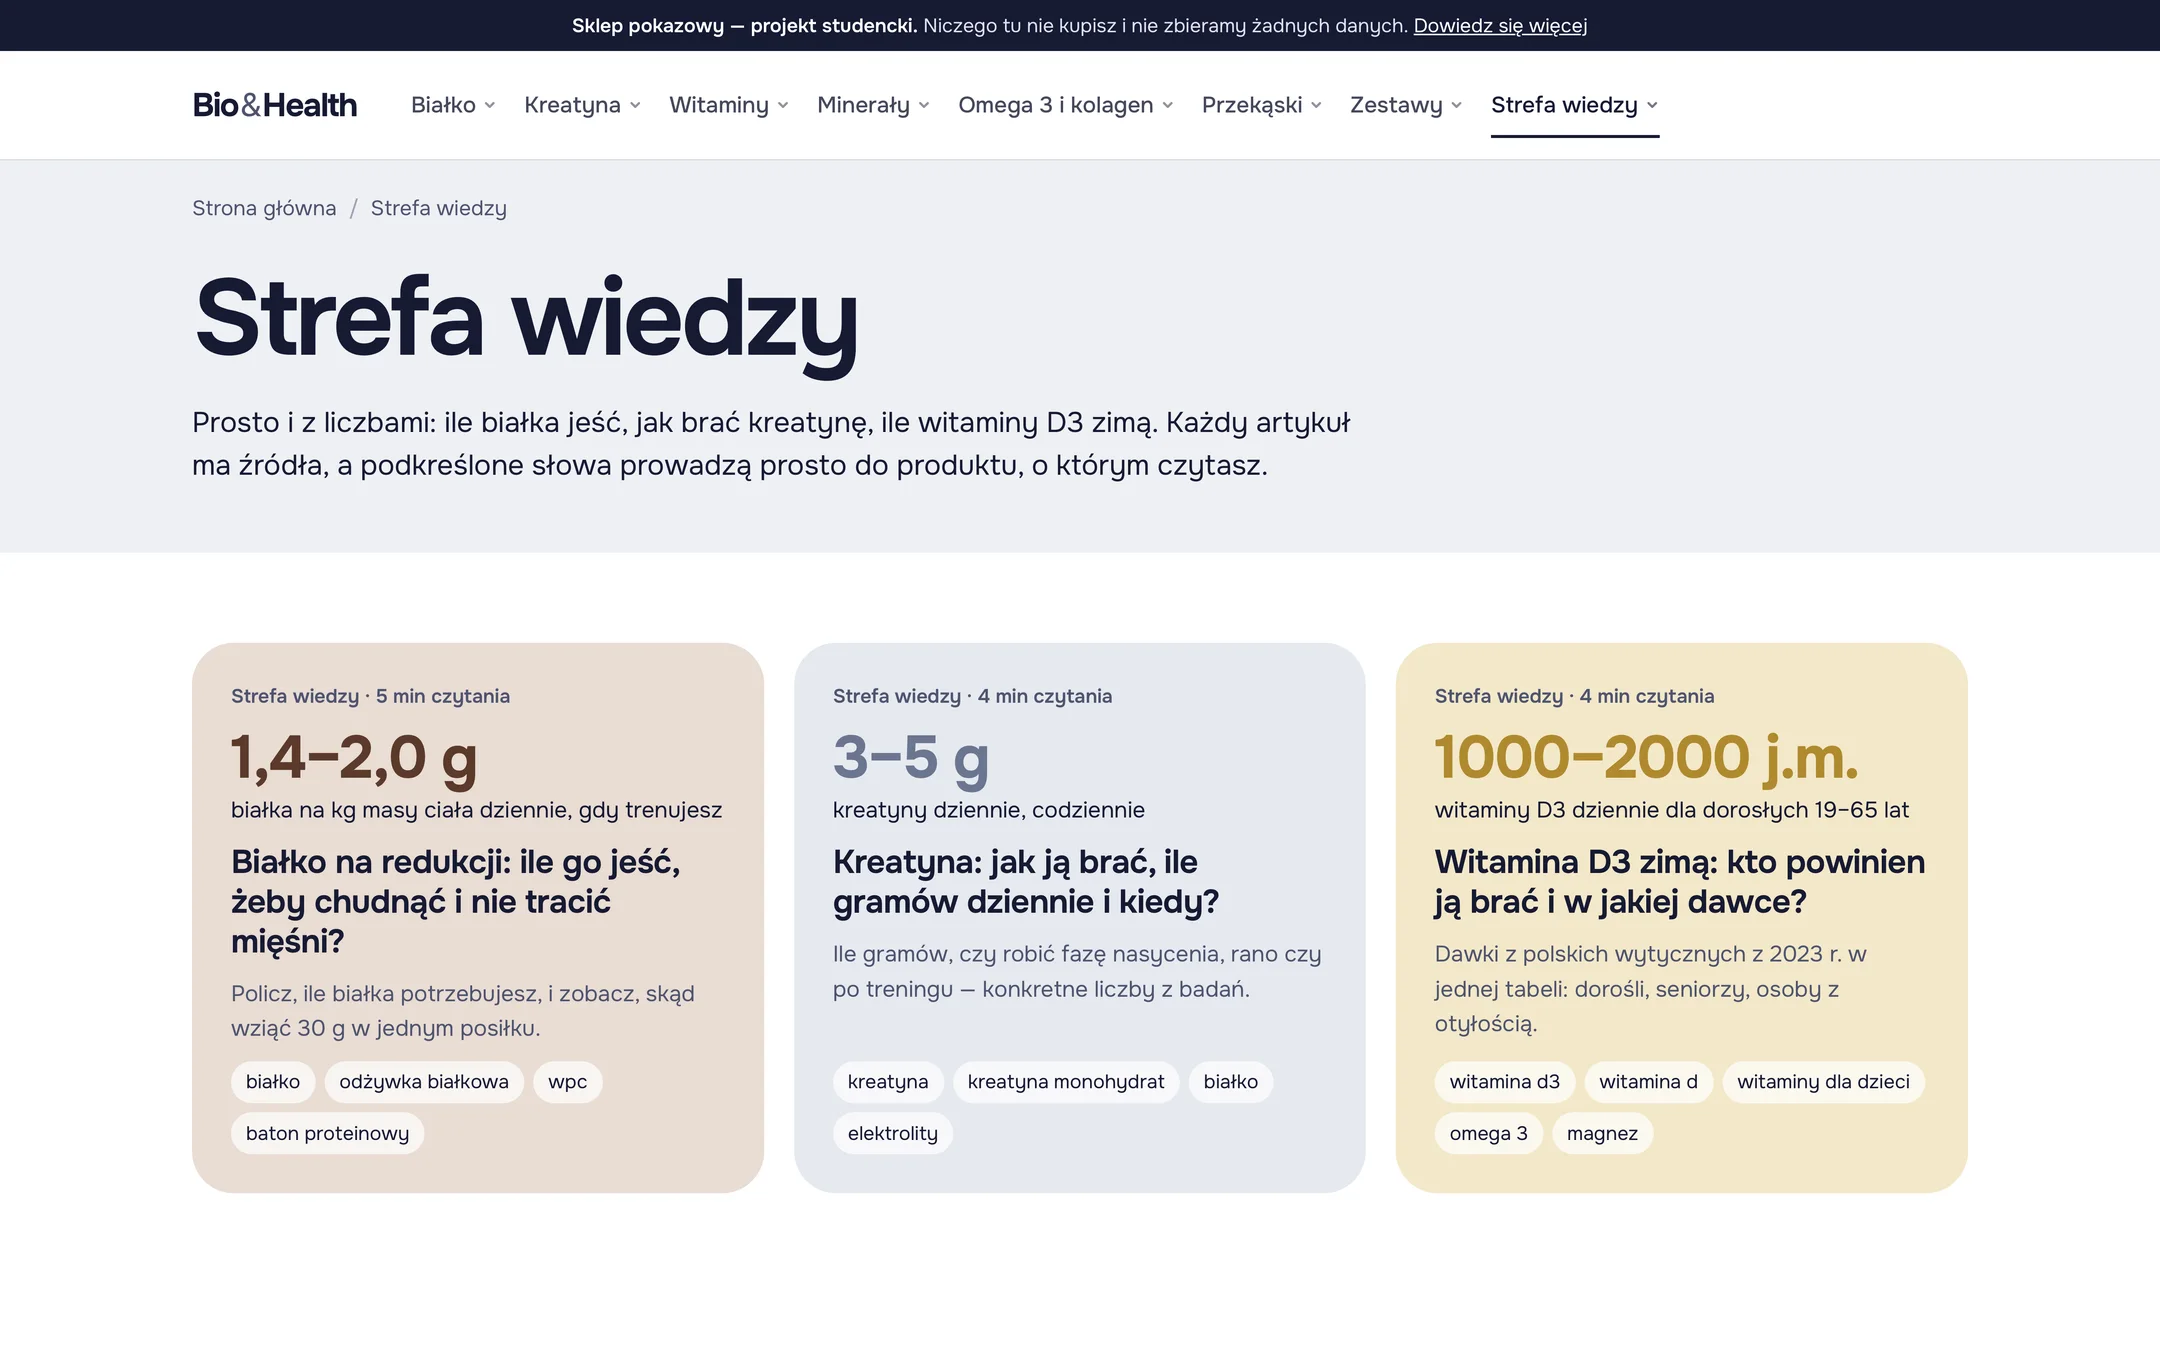 Sklep pokazowy — projekt studencki. Niczego tu nie kupisz i nie zbieramy żadnych danych. Dowiedz się więcej
Bio&Health Białko Kreatyna Witaminy Minerały Omega 3 i kolagen Przekąski Zestawy Strefa wiedzy
Strona główna / Strefa wiedzy
Strefa wiedzy
Prosto i z liczbami: ile białka jeść, jak brać kreatynę, ile witaminy D3 zimą. Każdy artykuł
ma źródła, a podkreślone słowa prowadzą prosto do produktu, o którym czytasz.
Strefa wiedzy · 5 min czytania
1,4–2,0 g
białka na kg masy ciała dziennie, gdy trenujesz
Białko na redukcji: ile go jeść,
żeby chudnąć i nie tracić
mięśni?
Policz, ile białka potrzebujesz, i zobacz, skąd
wziąć 30 g w jednym posiłku.
białko odżywka białkowa wpc
baton proteinowy
Strefa wiedzy · 4 min czytania
3–5 g
kreatyny dziennie, codziennie
Kreatyna: jak ją brać, ile
gramów dziennie i kiedy?
Ile gramów, czy robić fazę nasycenia, rano czy
po treningu — konkretne liczby z badań.
kreatyna kreatyna monohydrat białko
elektrolity
Strefa wiedzy · 4 min czytania
1000–2000 j.m.
witaminy D3 dziennie dla dorosłych 19–65 lat
Witamina D3 zimą: kto powinien
ją brać i w jakiej dawce?
Dawki z polskich wytycznych z 2023 r. w
jednej tabeli: dorośli, seniorzy, osoby z
otyłością.
witamina d3 witamina d witaminy dla dzieci
omega 3 magnez